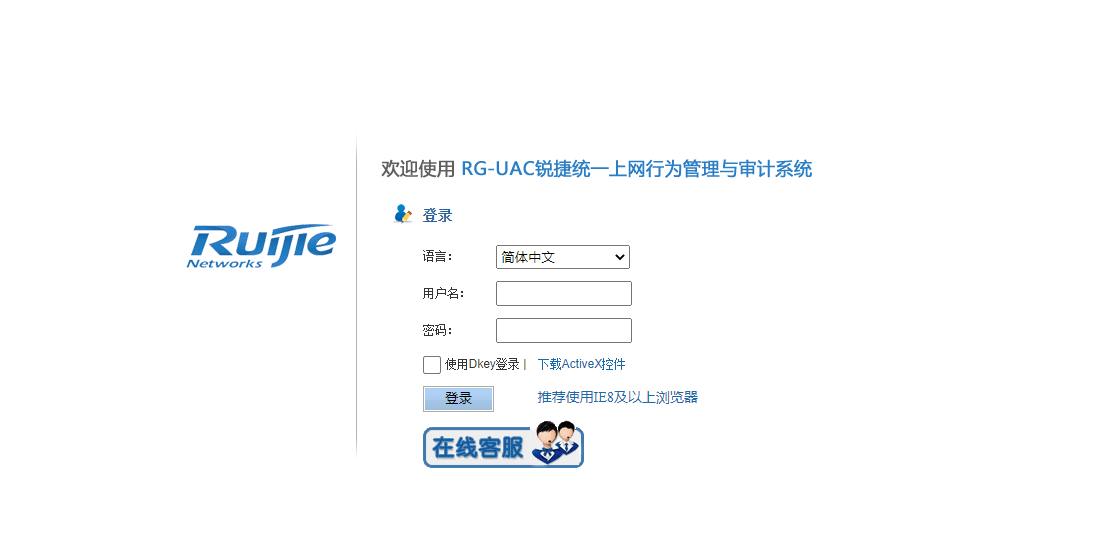 欢迎使用 RG-UAC锐捷统一上网行为管理与审计系统
Ruijie
Networks
登录
语言：
简体中文
用户名：
密码：
使用Dkey登录 | 下载ActiveX控件
登录
推荐使用IE8及以上浏览器
在线客服